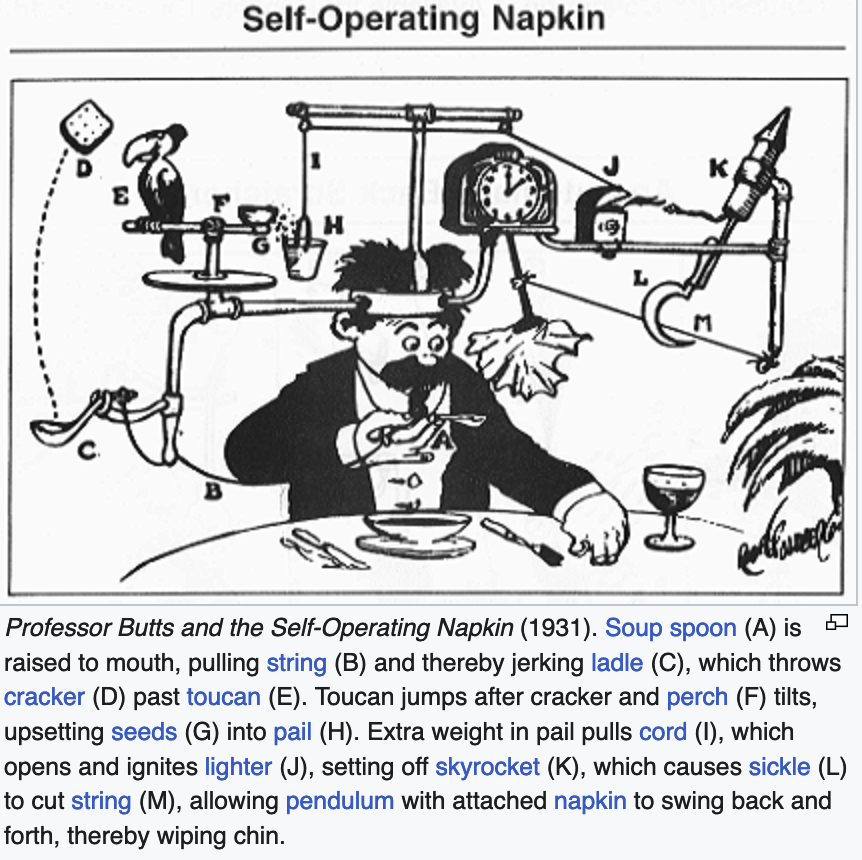 Self-Operating Napkin
D
E
F
G
H
I
J
K
L
M
C
B
A
Professor Butts and the Self-Operating Napkin (1931). Soup spoon (A) is
raised to mouth, pulling string (B) and thereby jerking ladle (C), which throws
cracker (D) past toucan (E). Toucan jumps after cracker and perch (F) tilts,
upsetting seeds (G) into pail (H). Extra weight in pail pulls cord (I), which
opens and ignites lighter (J), setting off skyrocket (K), which causes sickle (L)
to cut string (M), allowing pendulum with attached napkin to swing back and
forth, thereby wiping chin.